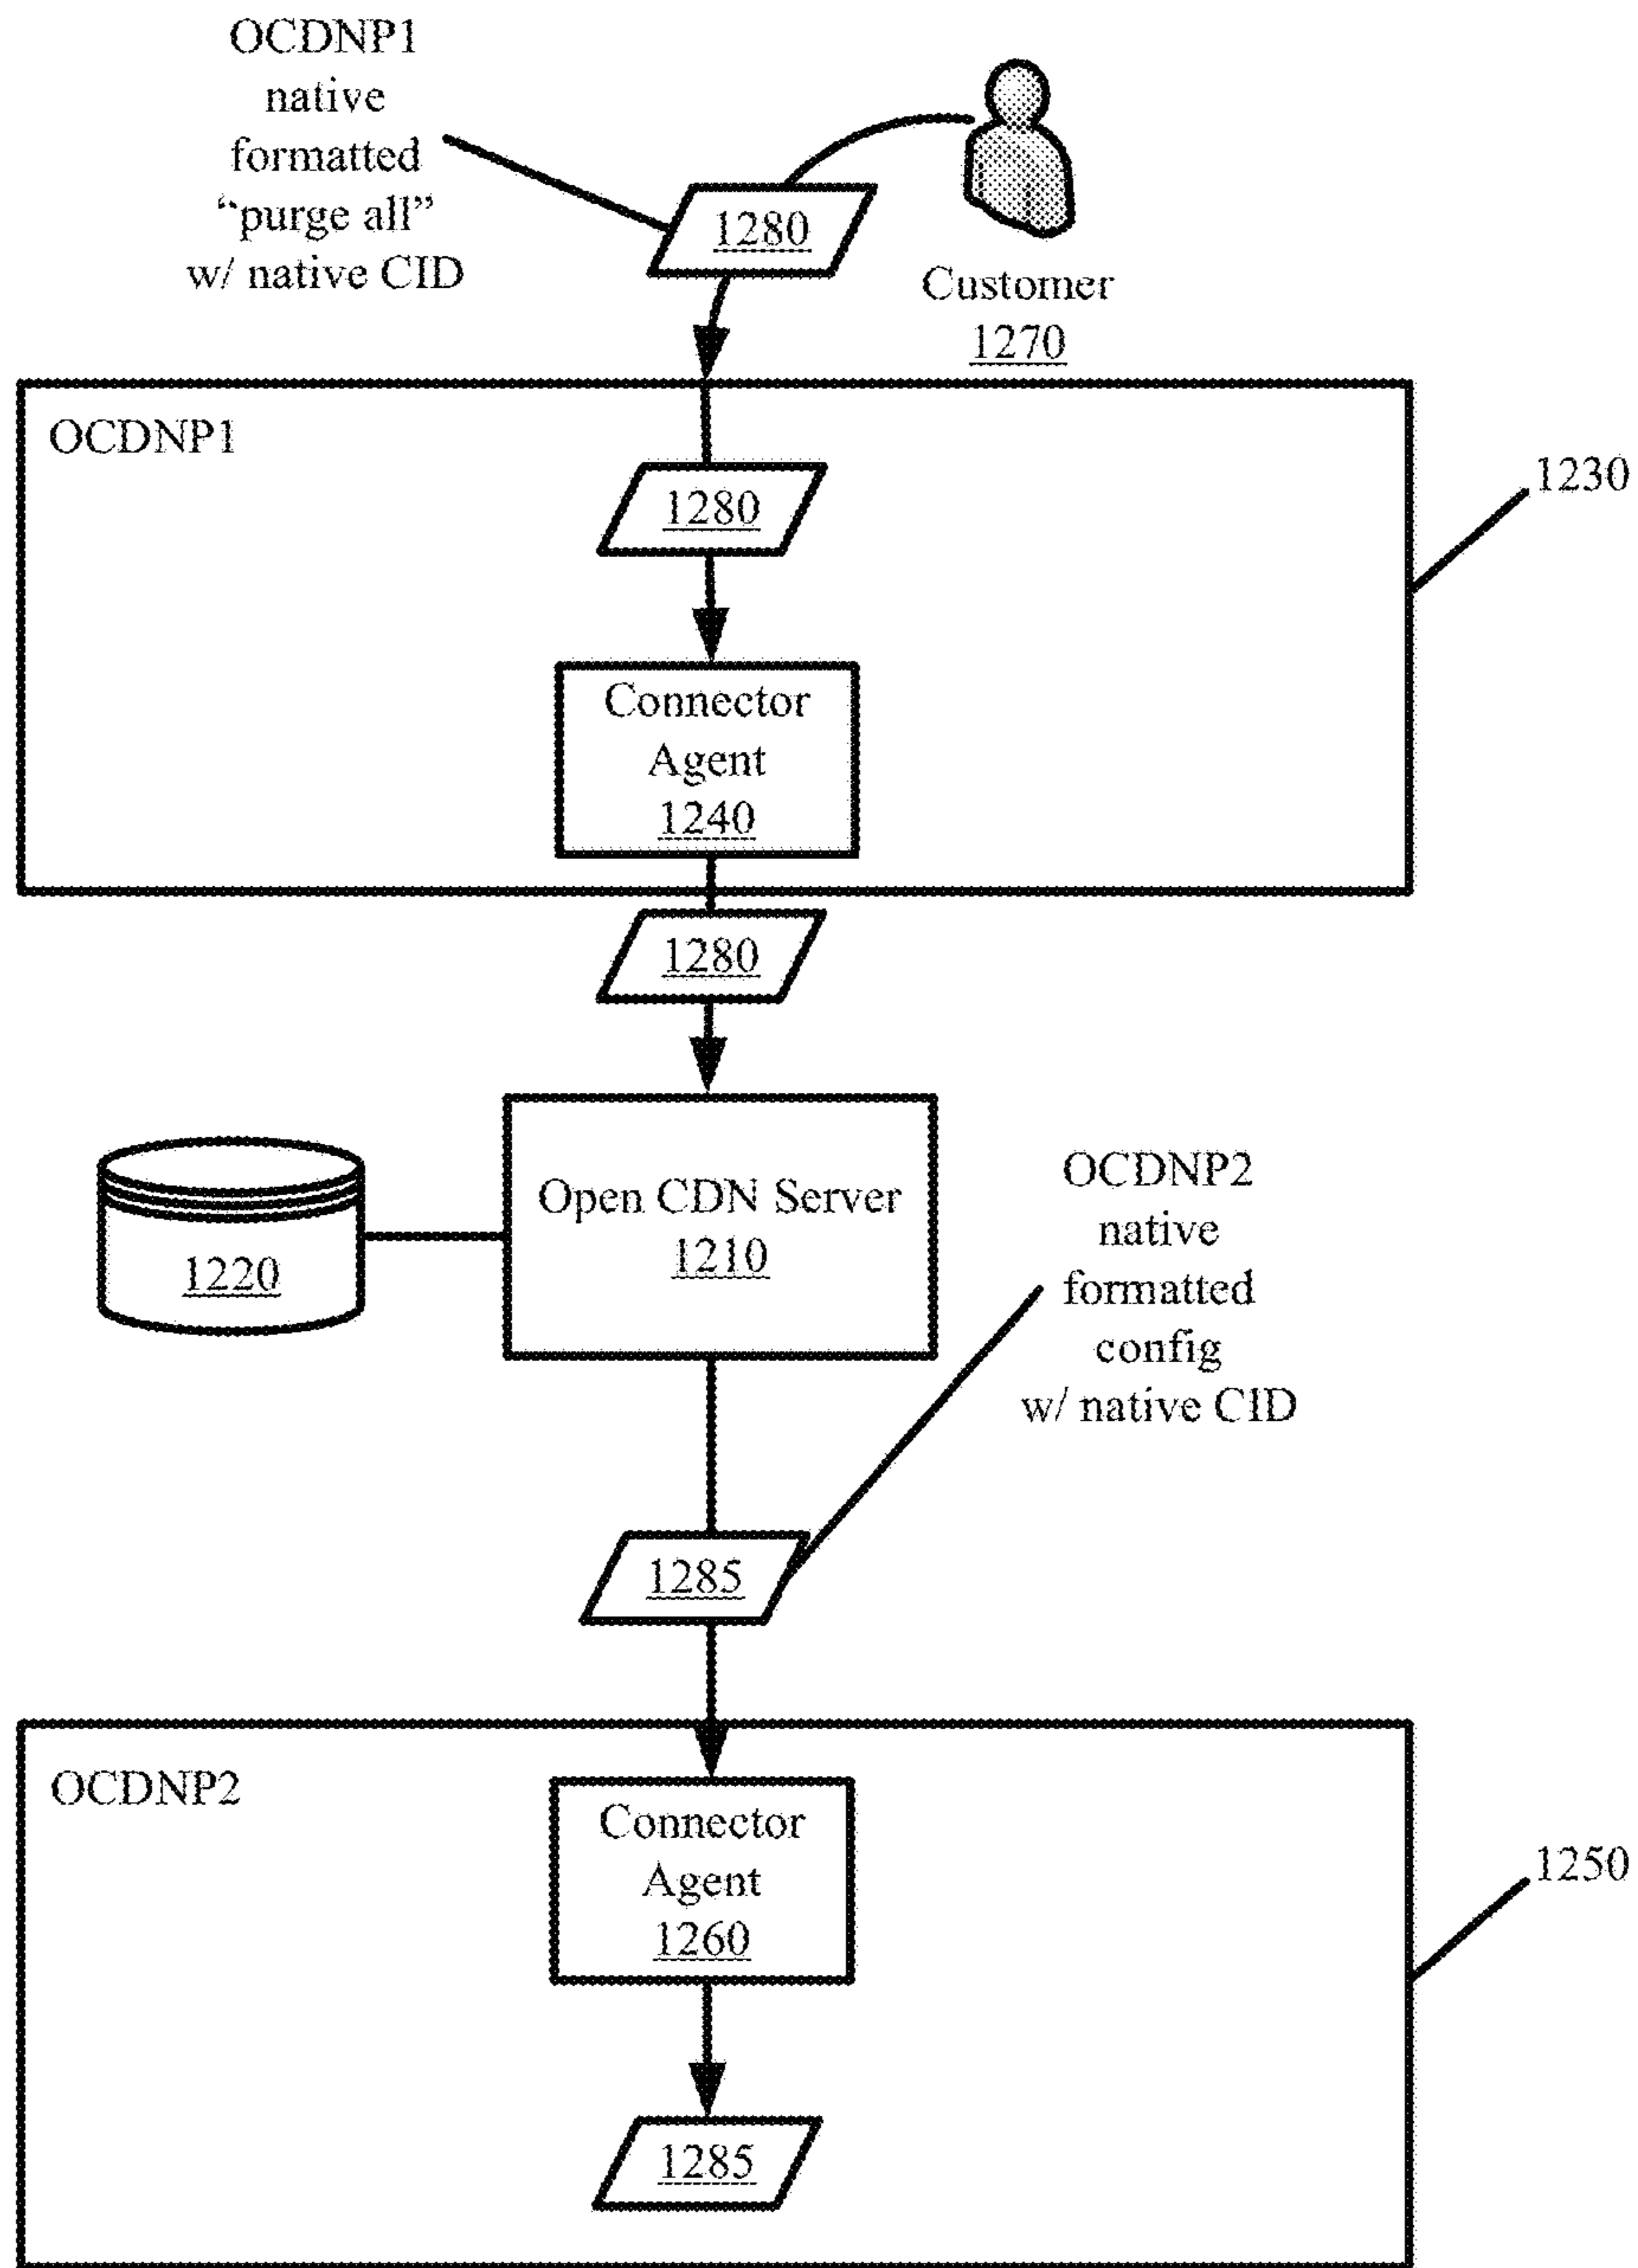 OCDNP1
native
formatted
“purge all”
w/ native CID
1280
Customer
1270
OCDNP1
1230
1280
Connector
Agent
1240
1280
Open CDN Server
1210
1220
OCDNP2
native
formatted
config
w/ native CID
1285
OCDNP2
Connector
Agent
1260
1250
1285